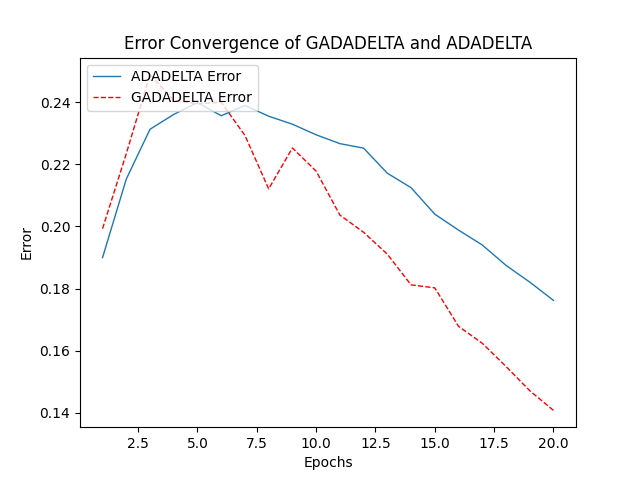 Error Convergence of GADADELTA and ADADELTA
ADADELTA Error
GADADELTA Error
0.24
0.22
0.20
0.18
0.16
0.14
Error
2.5 5.0 7.5 10.0 12.5 15.0 17.5 20.0
Epochs